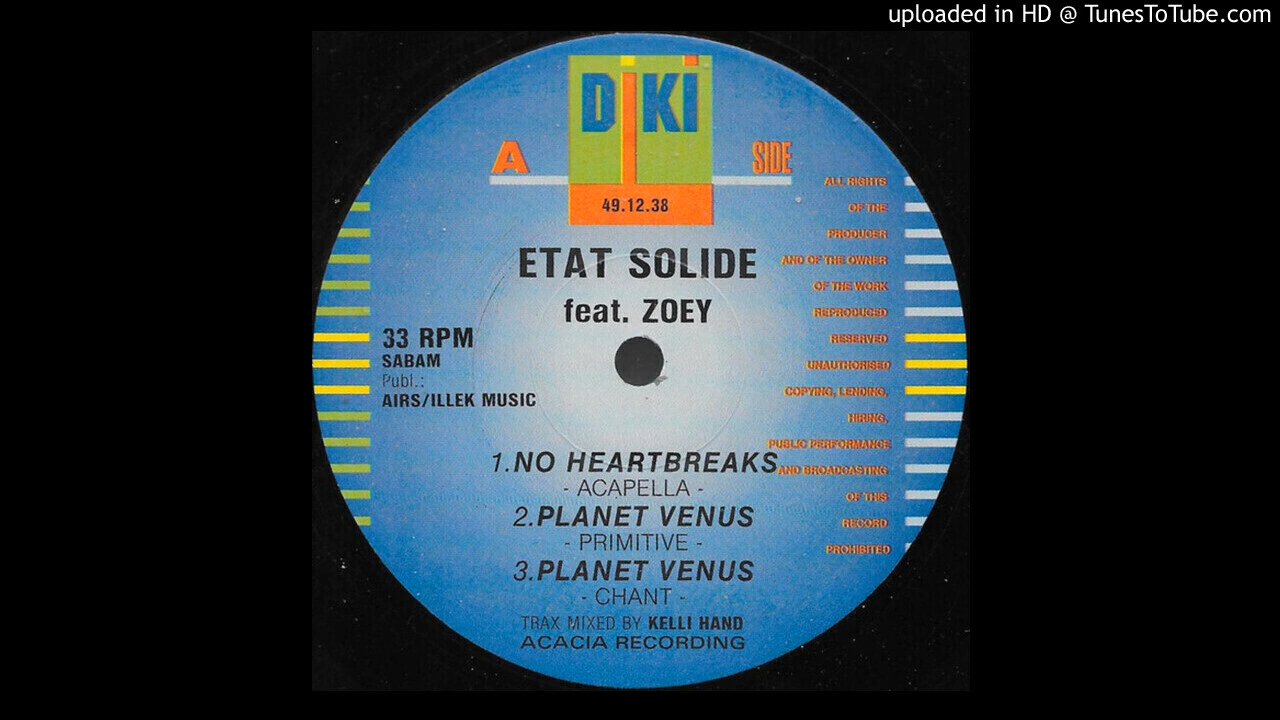 uploaded in HD @ TunesToTube.com
DJKi
A SIDE
49.12.38
ETAT SOLIDE
feat. ZOEY
33 RPM
SABAM
Publ.:
AIRS/ILLEK MUSIC
1.NO HEARTBREAKS
- ACAPELLA -
2.PLANET VENUS
- PRIMITIVE -
3.PLANET VENUS
- CHANT -
TRAX MIXED BY KELLI HAND
ACACIA RECORDING
ALL RIGHTS
OF THE
PRODUCER
AND OF THE OWNER
OF THE WORK
REPRODUCED
RESERVED
UNAUTHORISED
COPYING, LENDING,
HIRING,
PUBLIC PERFORMANCE
AND BROADCASTING
OF THIS
RECORD
PROHIBITED